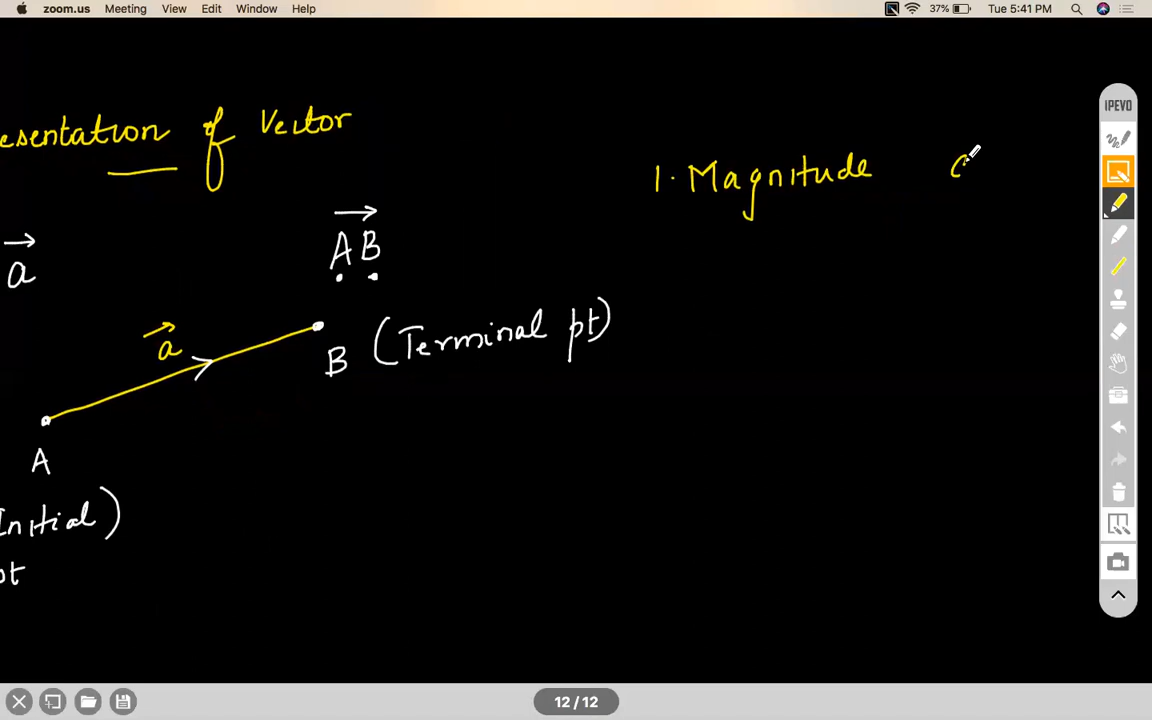 zoom.us Meeting View Edit Window Help 37% Tue 5:41 PM
IPEVO
esentation of Vector
1. Magnitude
a
AB
a
B (Terminal pt)
A
Initial)
pt
12 / 12